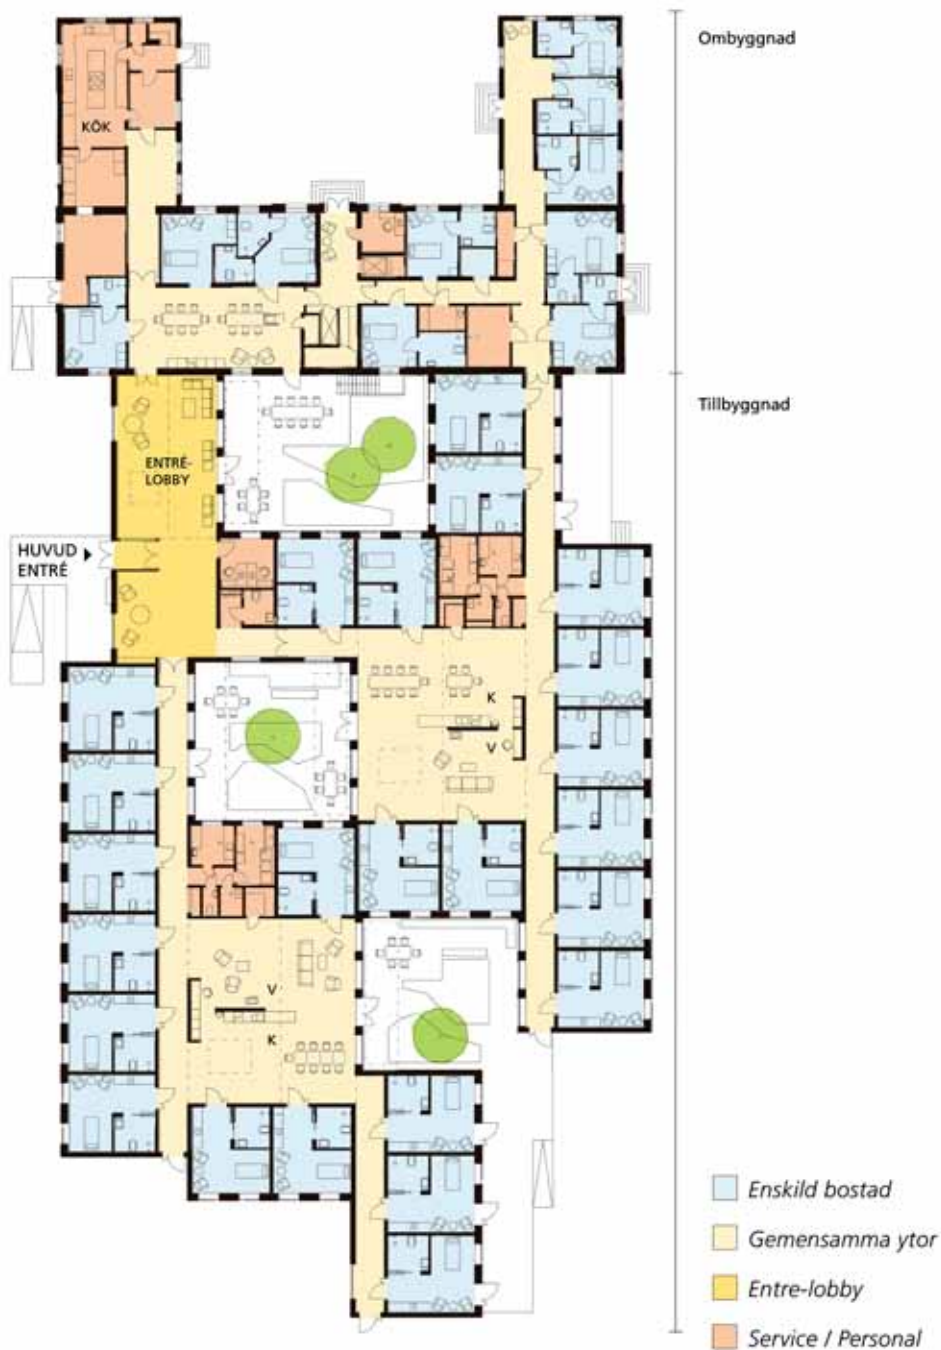 Ombyggnad
KÖK
Tillbyggnad
ENTRÉ-
LOBBY
HUVUD
ENTRÉ
K
V
V
K
Enskild bostad
Gemensamma ytor
Entre-lobby
Service / Personal